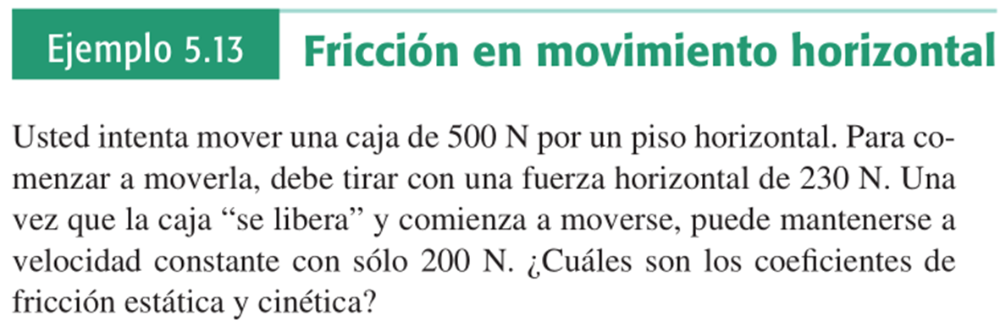 Ejemplo 5.13 Fricción en movimiento horizontal
Usted intenta mover una caja de 500 N por un piso horizontal. Para co-
menzar a moverla, debe tirar con una fuerza horizontal de 230 N. Una
vez que la caja “se libera” y comienza a moverse, puede mantenerse a
velocidad constante con sólo 200 N. ¿Cuáles son los coeficientes de
fricción estática y cinética?